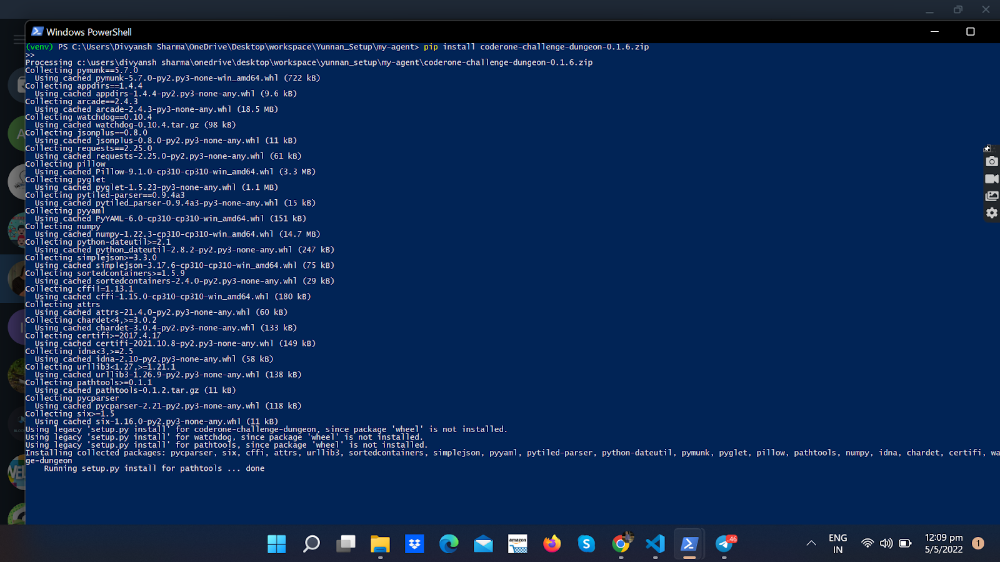 Windows PowerShell
(venv) PS C:\Users\Divyansh Sharma\OneDrive\Desktop\workspace\Yunnan_Setup\my-agent> pip install coderone-challenge-dungeon-0.1.6.zip
>>
Processing c:\users\divyansh sharma\onedrive\desktop\workspace\yunnan_setup\my-agent\coderone-challenge-dungeon-0.1.6.zip
Collecting pymunk==5.7.0
  Using cached pymunk-5.7.0-py2.py3-none-win_amd64.whl (722 kB)
Collecting appdirs==1.4.4
  Using cached appdirs-1.4.4-py2.py3-none-any.whl (9.6 kB)
Collecting arcade==2.4.3
  Using cached arcade-2.4.3-py3-none-any.whl (18.5 MB)
Collecting watchdog==0.10.4
  Using cached watchdog-0.10.4.tar.gz (98 kB)
Collecting jsonplus==0.8.0
  Using cached jsonplus-0.8.0-py2.py3-none-any.whl (11 kB)
Collecting requests==2.25.0
  Using cached requests-2.25.0-py2.py3-none-any.whl (61 kB)
Collecting pillow
  Using cached Pillow-9.1.0-cp310-cp310-win_amd64.whl (3.3 MB)
Collecting pyglet
  Using cached pyglet-1.5.23-py3-none-any.whl (1.1 MB)
Collecting pytiled-parser==0.9.4a3
  Using cached pytiled_parser-0.9.4a3-py3-none-any.whl (15 kB)
Collecting pyyaml
  Using cached PyYAML-6.0-cp310-cp310-win_amd64.whl (151 kB)
Collecting numpy
  Using cached numpy-1.22.3-cp310-cp310-win_amd64.whl (14.7 MB)
Collecting python-dateutil>=2.1
  Using cached python_dateutil-2.8.2-py2.py3-none-any.whl (247 kB)
Collecting simplejson>=3.3.0
  Using cached simplejson-3.17.6-cp310-cp310-win_amd64.whl (75 kB)
Collecting sortedcontainers>=1.5.9
  Using cached sortedcontainers-2.4.0-py2.py3-none-any.whl (29 kB)
Collecting cffi!=1.13.1
  Using cached cffi-1.15.0-cp310-cp310-win_amd64.whl (180 kB)
Collecting attrs
  Using cached attrs-21.4.0-py2.py3-none-any.whl (60 kB)
Collecting chardet<4,>=3.0.2
  Using cached chardet-3.0.4-py2.py3-none-any.whl (133 kB)
Collecting certifi>=2017.4.17
  Using cached certifi-2021.10.8-py2.py3-none-any.whl (149 kB)
Collecting idna<3,>=2.5
  Using cached idna-2.10-py2.py3-none-any.whl (58 kB)
Collecting urllib3<1.27,>=1.21.1
  Using cached urllib3-1.26.9-py2.py3-none-any.whl (138 kB)
Collecting pathtools>=0.1.1
  Using cached pathtools-0.1.2.tar.gz (11 kB)
Collecting pycparser
  Using cached pycparser-2.21-py2.py3-none-any.whl (118 kB)
Collecting six>=1.5
  Using cached six-1.16.0-py2.py3-none-any.whl (11 kB)
Using legacy 'setup.py install' for coderone-challenge-dungeon, since package 'wheel' is not installed.
Using legacy 'setup.py install' for watchdog, since package 'wheel' is not installed.
Using legacy 'setup.py install' for pathtools, since package 'wheel' is not installed.
Installing collected packages: pycparser, six, cffi, attrs, urllib3, sortedcontainers, simplejson, pyyaml, pytiled-parser, python-dateutil, pymunk, pyglet, pillow, pathtools, numpy, idna, chardet, certifi, wa
ge-dungeon
    Running setup.py install for pathtools ... done
amazon
..46
ENG
IN
12:09 pm
5/5/2022
1